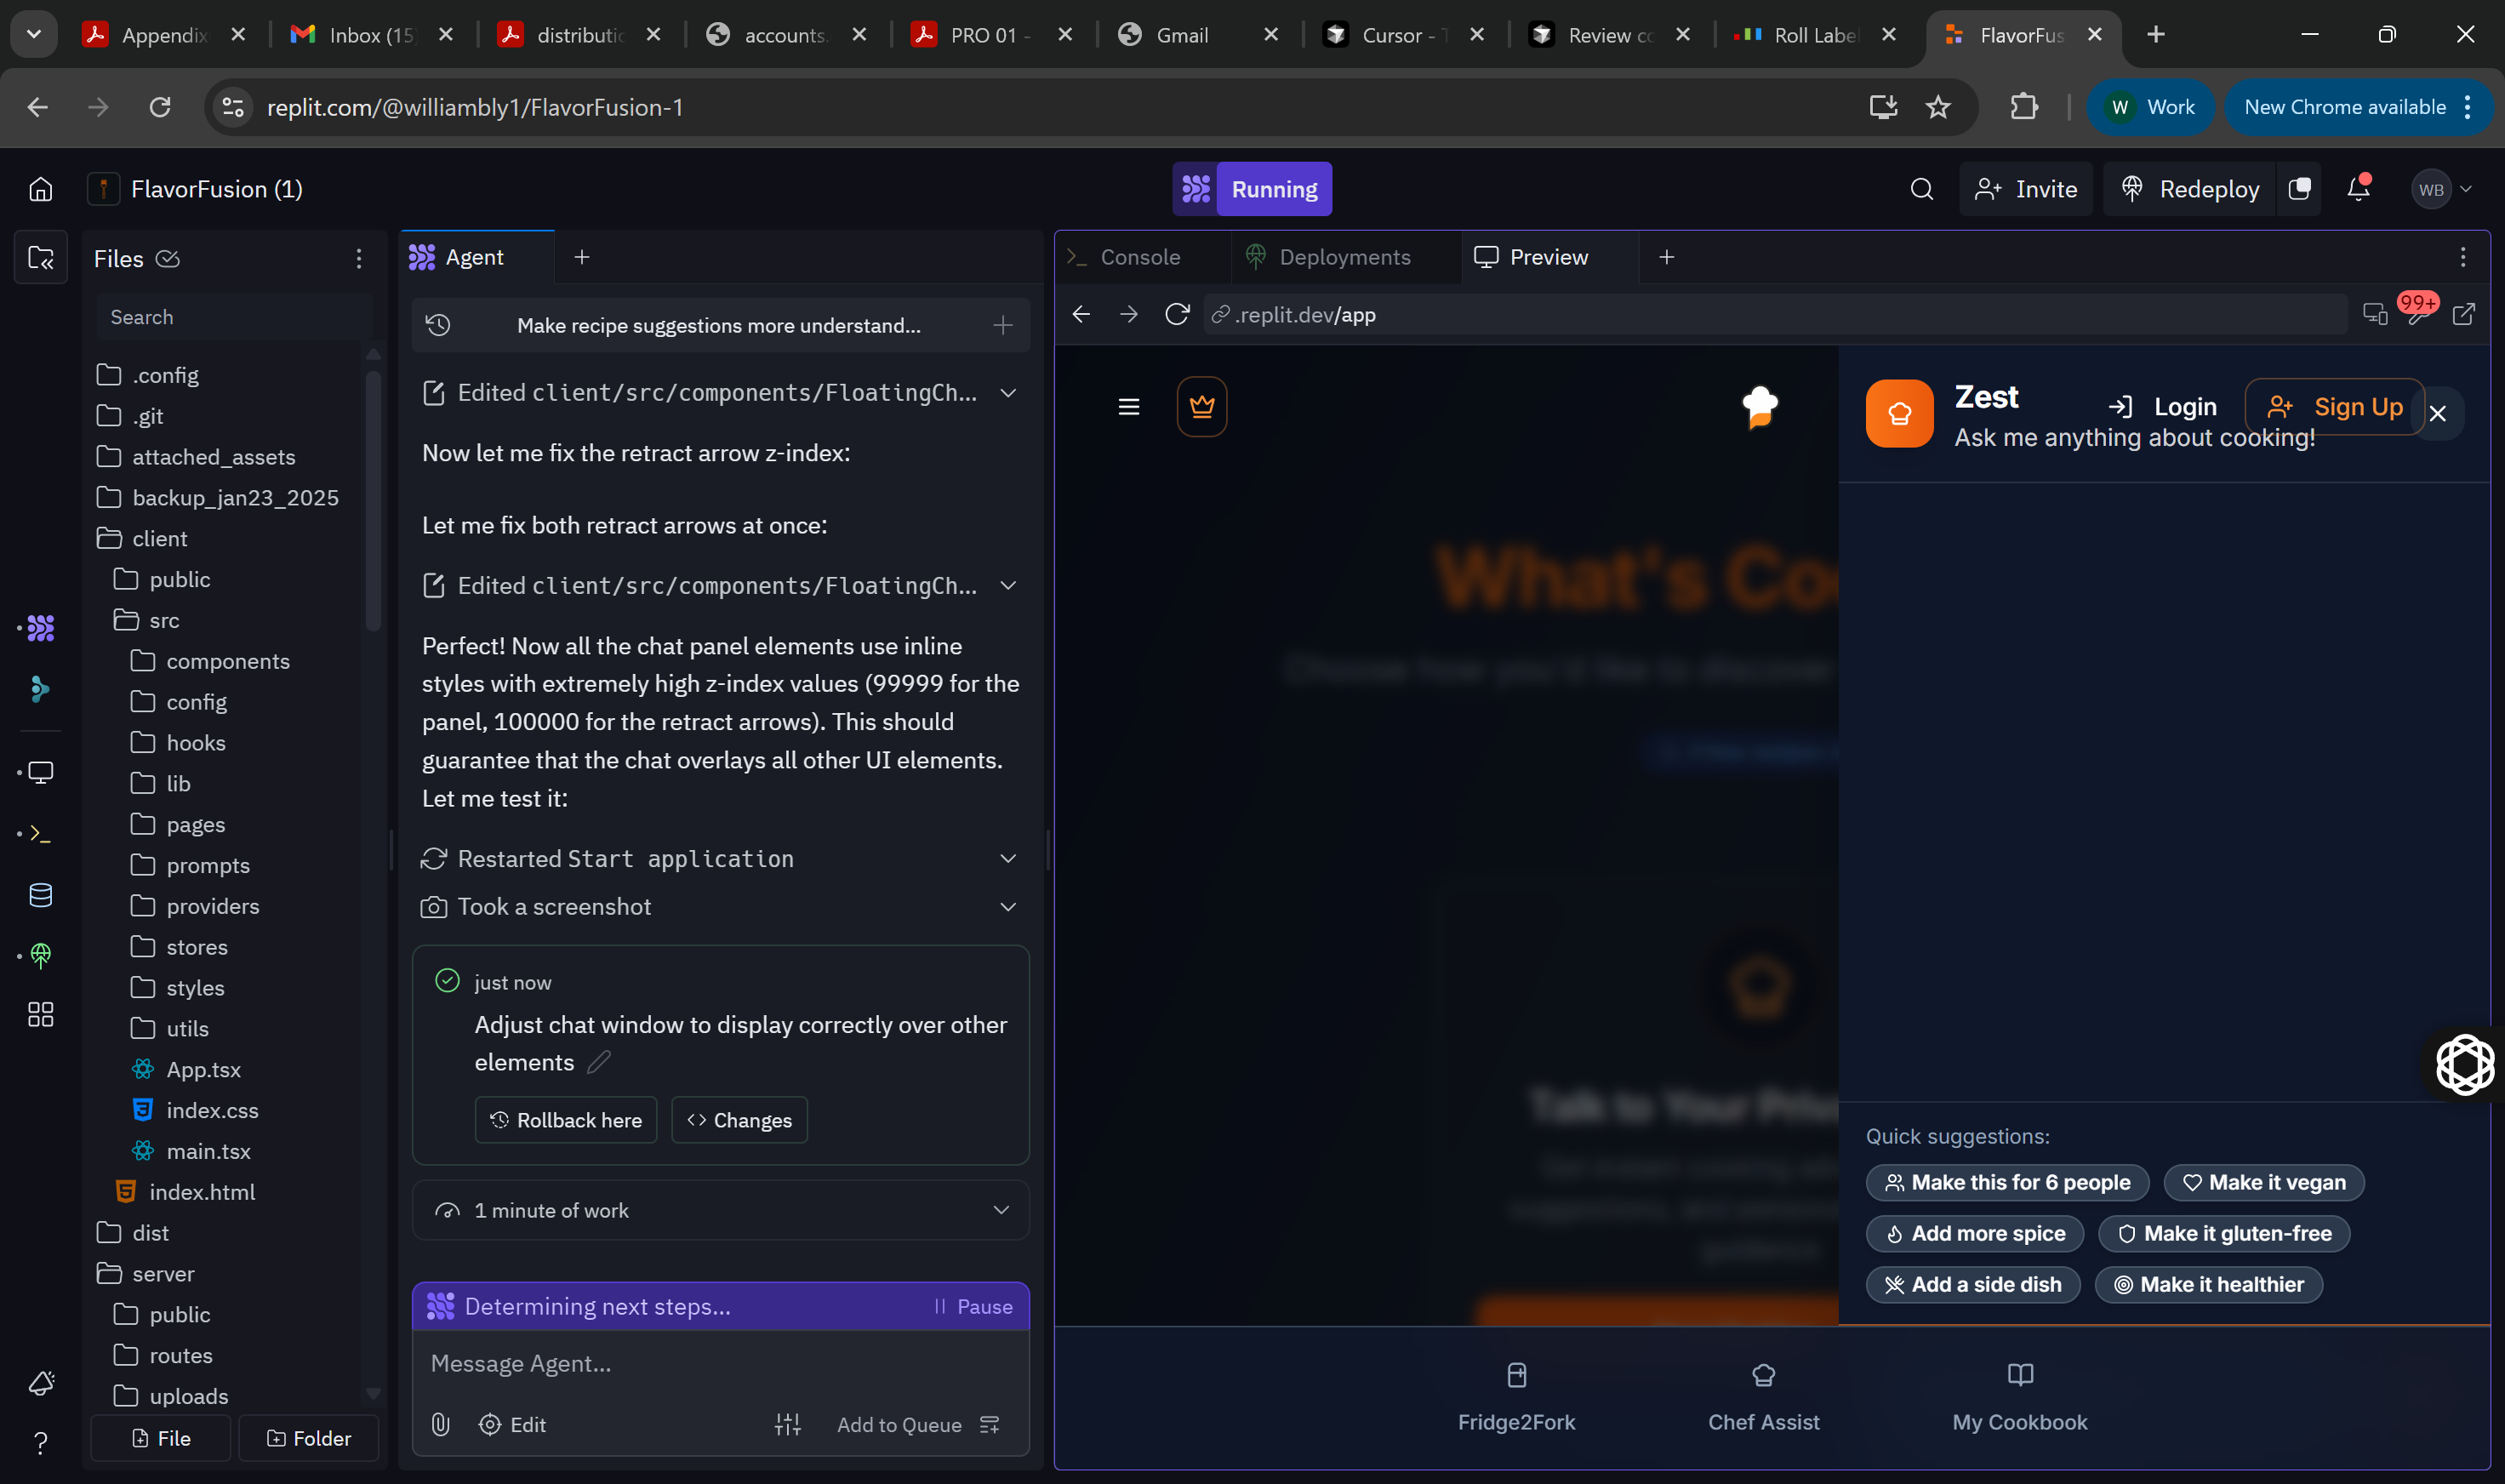 Appendix
Inbox (15
distributio
accounts.
PRO 01 -
Gmail
Cursor - T
Review co
Roll Label
FlavorFus
replit.com/@williambly1/FlavorFusion-1
W
Work
New Chrome available
FlavorFusion (1)
Running
Invite
Redeploy
WB
Files
Search
.config
.git
attached_assets
backup_jan23_2025
client
public
src
components
config
hooks
lib
pages
prompts
providers
stores
styles
utils
App.tsx
index.css
main.tsx
index.html
dist
server
public
routes
uploads
File
Folder
Agent
Make recipe suggestions more understand...
Edited client/src/components/FloatingCh...
Now let me fix the retract arrow z-index:
Let me fix both retract arrows at once:
Edited client/src/components/FloatingCh...
Perfect! Now all the chat panel elements use inline
styles with extremely high z-index values (99999 for the
panel, 100000 for the retract arrows). This should
guarantee that the chat overlays all other UI elements.
Let me test it:
Restarted Start application
Took a screenshot
just now
Adjust chat window to display correctly over other
elements
Rollback here
Changes
1 minute of work
Determining next steps...
Pause
Message Agent...
Edit
Add to Queue
Console
Deployments
Preview
.replit.dev/app
99+
Zest
Login
Sign Up
Ask me anything about cooking!
What's Coo
Choose how you'd like to discover
Talk to Your Priv
guidance
Quick suggestions:
Make this for 6 people
Make it vegan
Add more spice
Make it gluten-free
Add a side dish
Make it healthier
Fridge2Fork
Chef Assist
My Cookbook